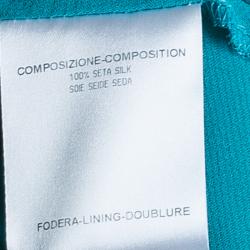 COMPOSIZIONE-COMPOSITION
100% SETA SILK
SOIE SEIDE SEDA
FODERA-LINING-DOUBLURE